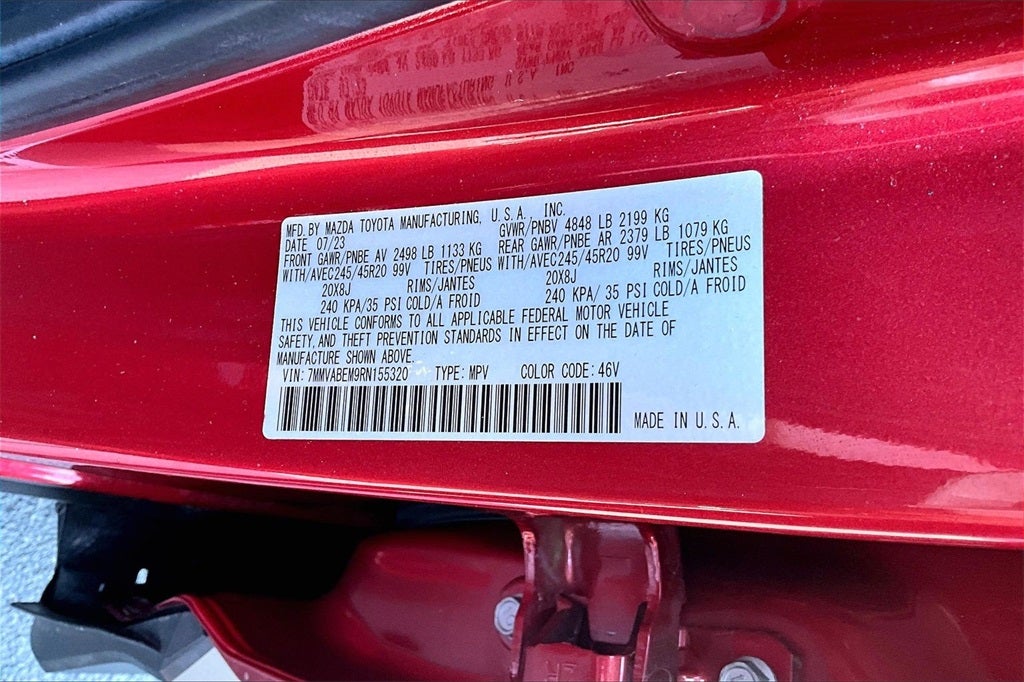 MFD. BY MAZDA TOYOTA MANUFACTURING, U.S.A., INC.
DATE 07/23 GVWR/PNBV 4848 LB 2199 KG
FRONT GAWR/PNBE AV 2498 LB 1133 KG REAR GAWR/PNBE AR 2379 LB 1079 KG
WITH/AVEC245/45R20 99V TIRES/PNEUS WITH/AVEC245/45R20 99V TIRES/PNEUS
20X8J RIMS/JANTES 20X8J RIMS/JANTES
240 KPA/35 PSI COLD/A FROID 240 KPA/ 35 PSI COLD/A FROID
THIS VEHICLE CONFORMS TO ALL APPLICABLE FEDERAL MOTOR VEHICLE
SAFETY, AND THEFT PREVENTION STANDARDS IN EFFECT ON THE DATE OF
MANUFACTURE SHOWN ABOVE.
VIN: 7MMVABEM9RN155320 TYPE: MPV COLOR CODE: 46V
MADE IN U.S.A.